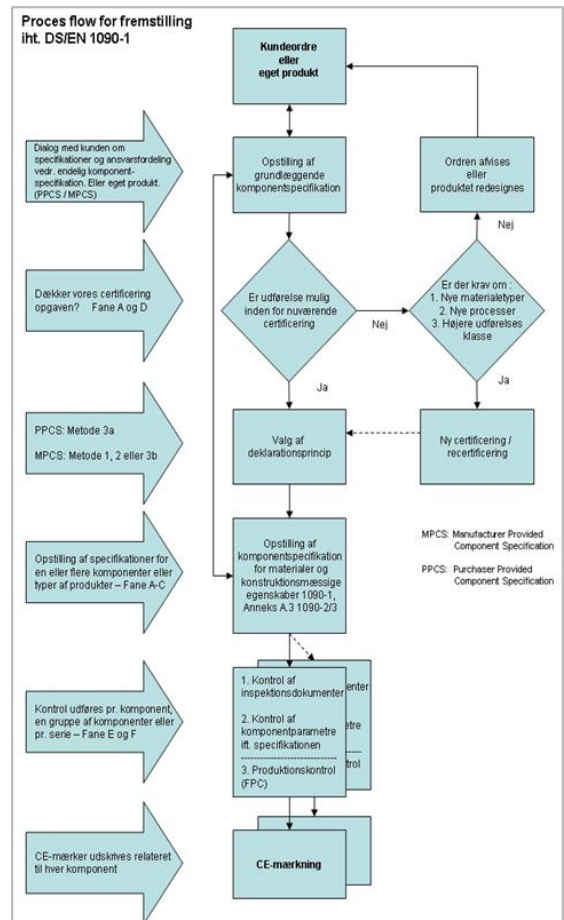 Proces flow for fremstilling
iht. DS/EN 1090-1
Kundeordre
eller
eget produkt
Dialog med kunden om
specifikationer og ansvarsfordeling
vedr. endelig komponent-
specifikation. Eller eget produkt.
(PPCS / MPCS)
Opstilling af
grundlæggende
komponentspecifikation
Ordren afvises
eller
produktet redesignes
Nej
Dækker vores certificering
opgaven? Fane A og D
Er udførelse mulig
inden for nuværende
certificering
Nej
Er der krav om :
1. Nye materialetyper
2. Nye processer
3. Højere udførelses
klasse
Ja
Ja
PPCS: Metode 3a
MPCS: Metode 1, 2 eller 3b
Valg af
deklarationsprincip
Ny certificering /
recertificering
Opstilling af specifikationer for
en eller flere komponenter eller
typer af produkter – Fane A-C
Opstilling af
komponentspecifikation
for materialer og
konstruktionsmæssige
egenskaber 1090-1,
Anneks A.3 1090-2/3
MPCS: Manufacturer Provided
Component Specification
PPCS: Purchaser Provided
Component Specification
Kontrol udføres pr. komponent,
en gruppe af komponenter eller
pr. serie – Fane E og F
1. Kontrol af
inspektionsdokumenter
2. Kontrol af
komponentparametre
ift. specifikationen
3. Produktionskontrol
(FPC)
enter
etre
trol
CE-mærker udskrives relateret
til hver komponent
CE-mærkning